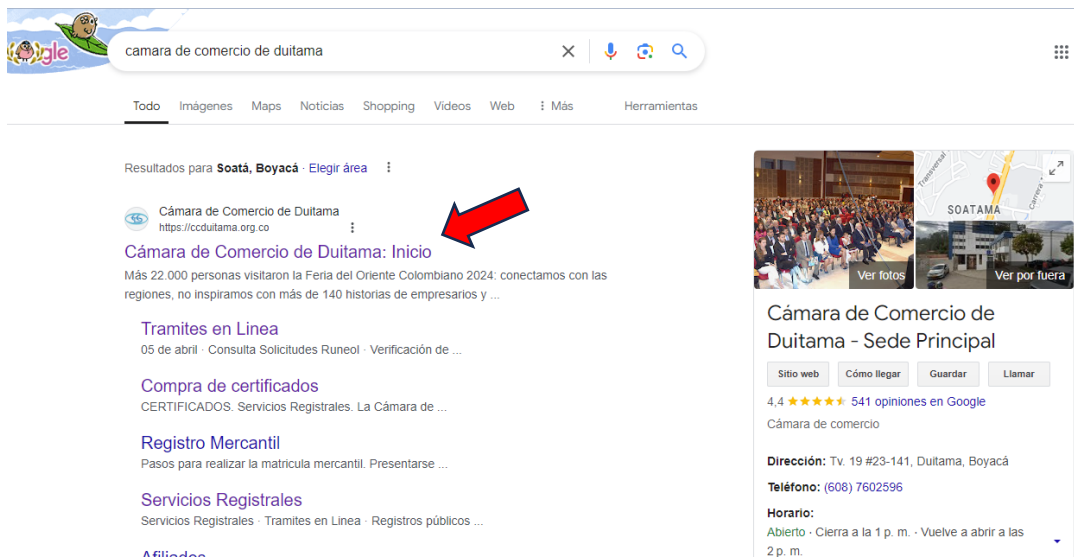 gle
camara de comercio de duitama
Todo Imágenes Maps Noticias Shopping Videos Web Más Herramientas
Resultados para Soatá, Boyacá · Elegir área
Cámara de Comercio de Duitama
https://ccduitama.org.co
Cámara de Comercio de Duitama: Inicio
Más 22.000 personas visitaron la Feria del Oriente Colombiano 2024: conectamos con las
regiones, no inspiramos con más de 140 historias de empresarios y ...
Tramites en Linea
05 de abril · Consulta Solicitudes Runeol · Verificación de ...
Compra de certificados
CERTIFICADOS. Servicios Registrales. La Cámara de ...
Registro Mercantil
Pasos para realizar la matricula mercantil. Presentarse ...
Servicios Registrales
Servicios Registrales · Tramites en Linea · Registros públicos ...
Afiliados
Transversal
Carrera
SOATAMA
Ver fotos
Ver por fuera
Cámara de Comercio de
Duitama - Sede Principal
Sitio web Cómo llegar Guardar Llamar
4,4 541 opiniones en Google
Cámara de comercio
Dirección: Tv. 19 #23-141, Duitama, Boyacá
Teléfono: (608) 7602596
Horario:
Abierto · Cierra a la 1 p. m. · Vuelve a abrir a las
2 p. m.